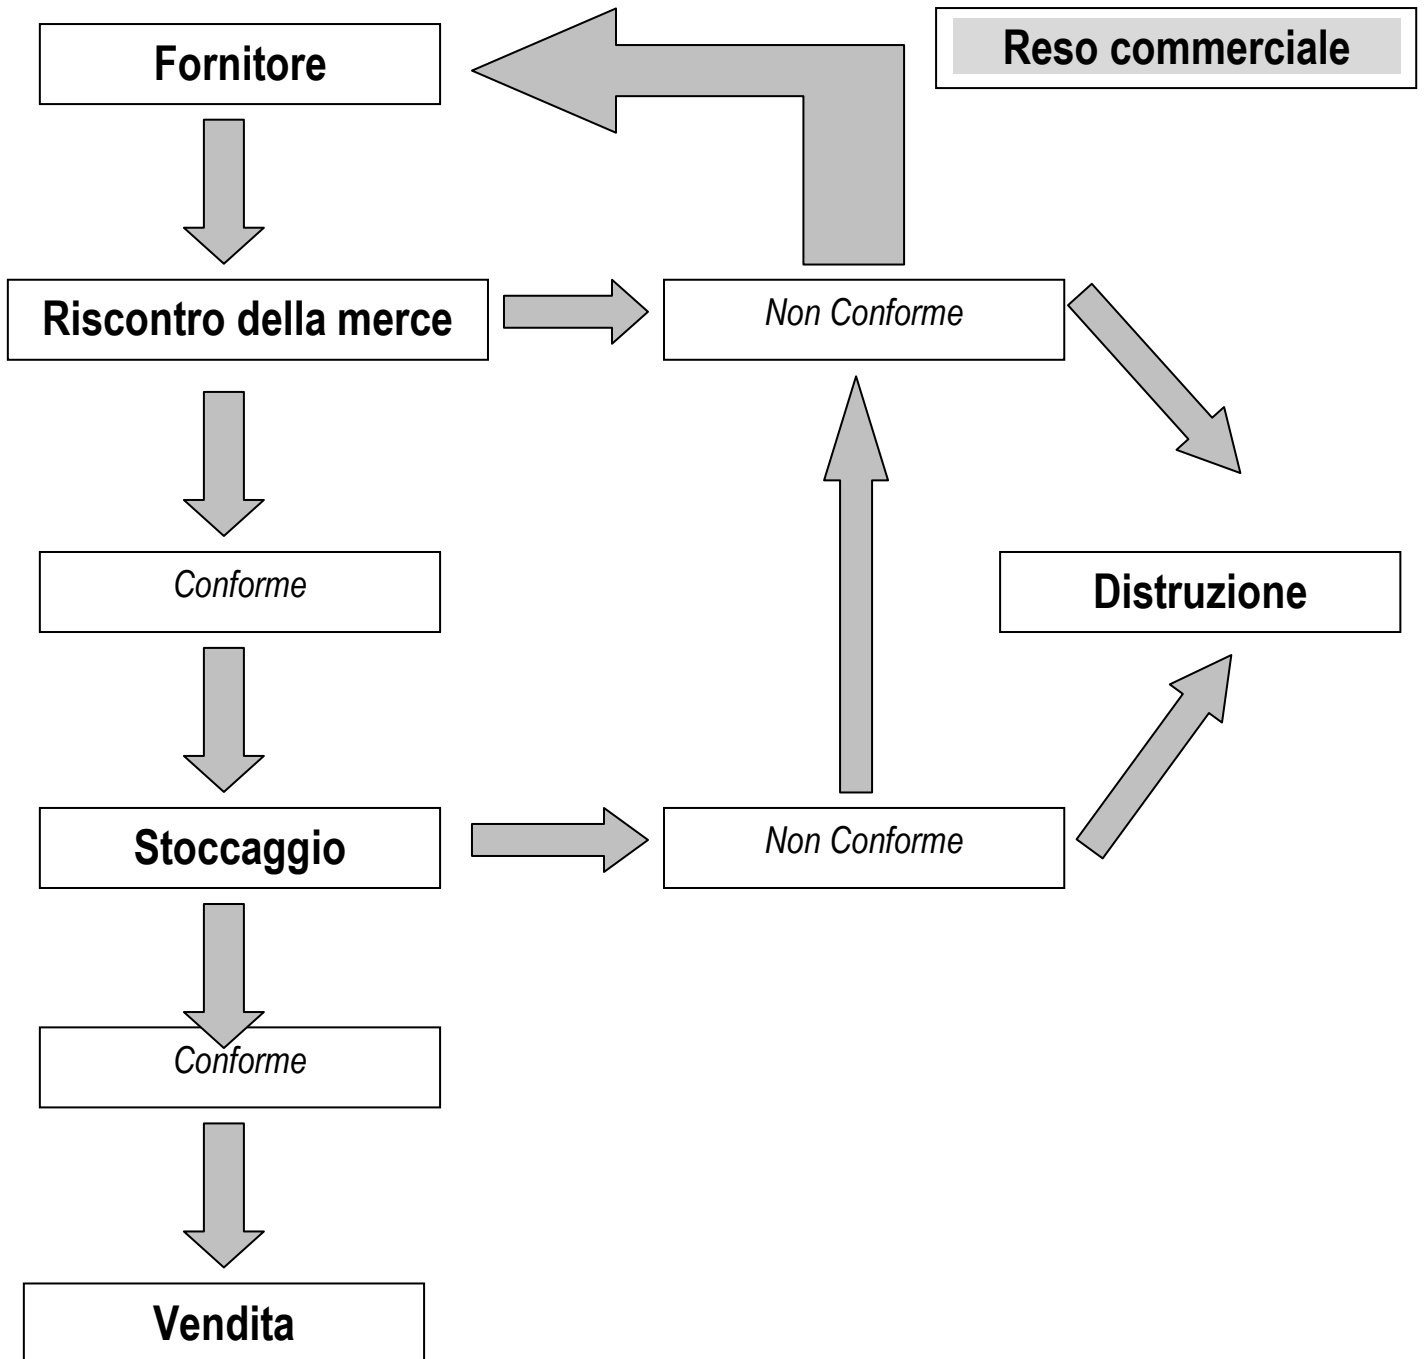 Fornitore
Reso commerciale
Riscontro della merce
Non Conforme
Conforme
Distruzione
Stoccaggio
Non Conforme
Conforme
Vendita